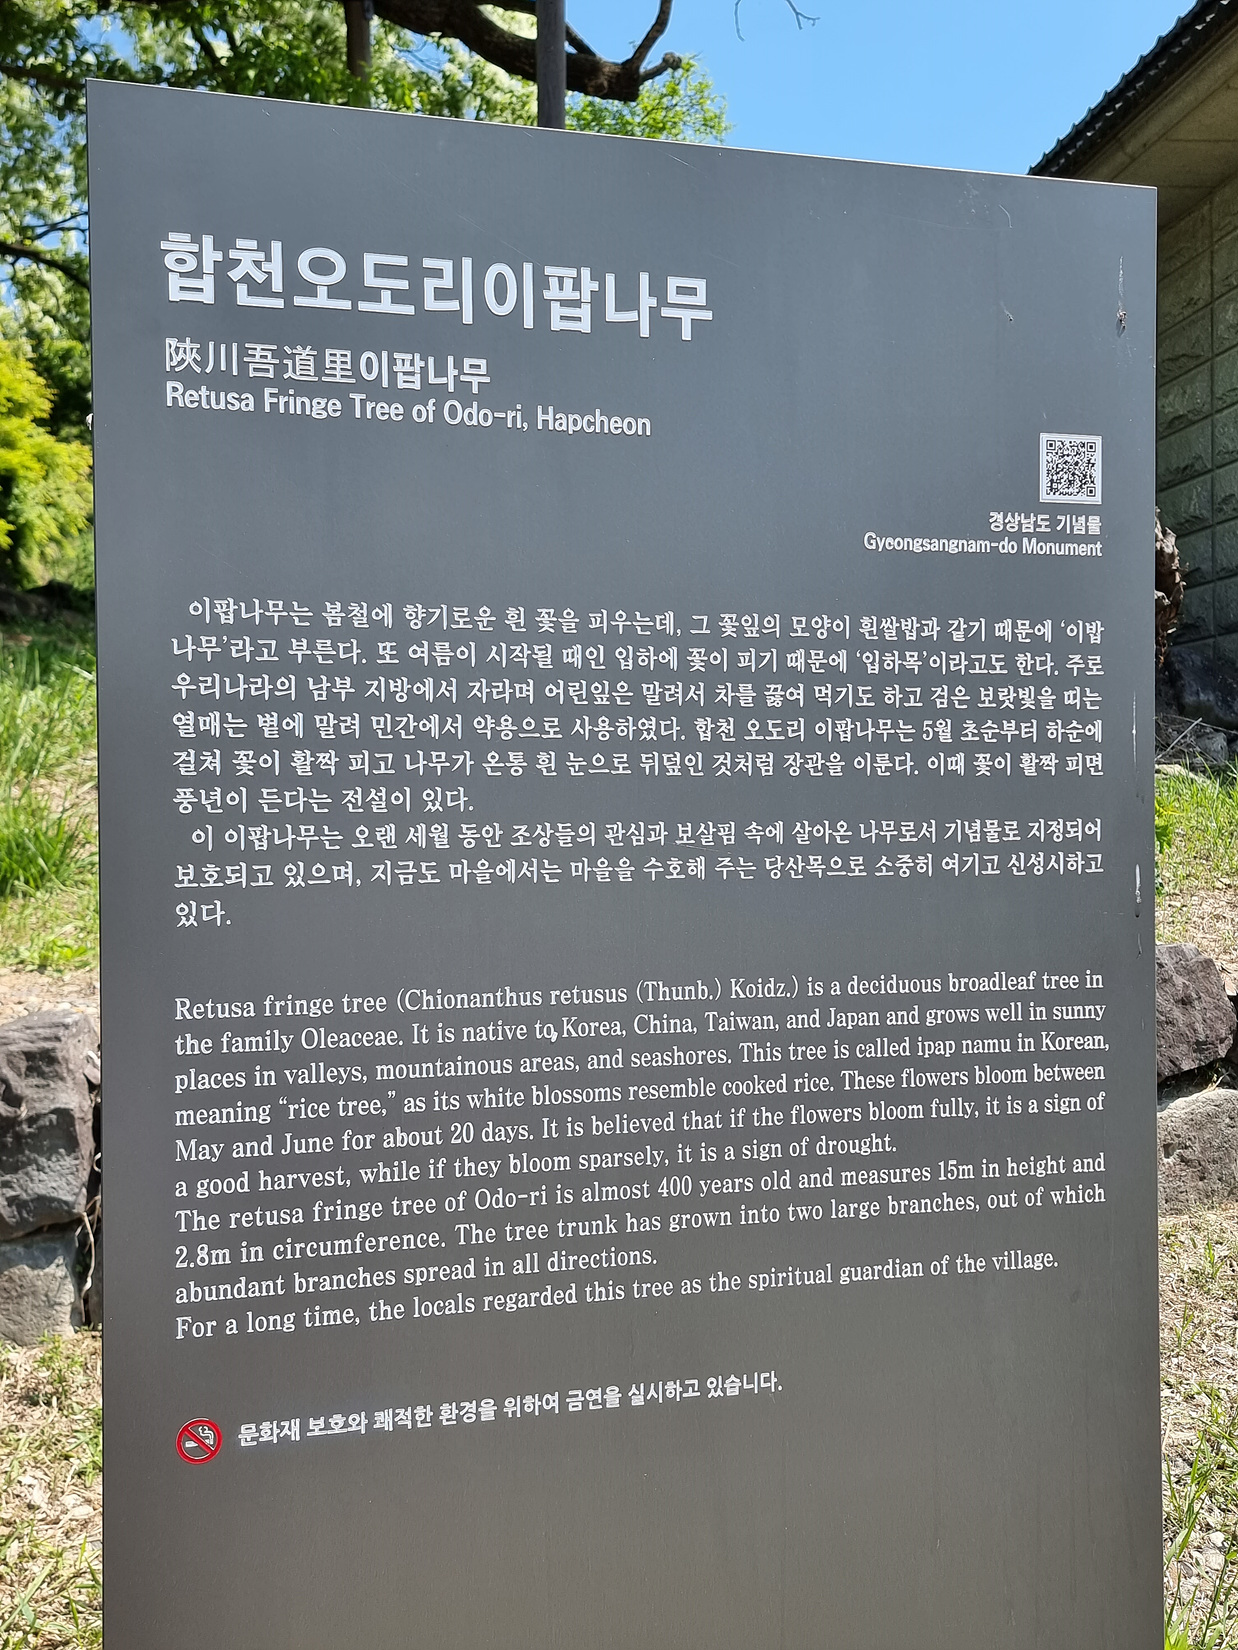 합천오도리이팝나무
陜川吾道里이팝나무
Retusa Fringe Tree of Odo-ri, Hapcheon
경상남도 기념물
Gyeongsangnam-do Monument
이팝나무는 봄철에 향기로운 흰 꽃을 피우는데, 그 꽃잎의 모양이 흰쌀밥과 같기 때문에 ‘이밥
나무’라고 부른다. 또 여름이 시작될 때인 입하에 꽃이 피기 때문에 ‘입하목’이라고도 한다. 주로
우리나라의 남부 지방에서 자라며 어린잎은 말려서 차를 끓여 먹기도 하고 검은 보랏빛을 띠는
열매는 볕에 말려 민간에서 약용으로 사용하였다. 합천 오도리 이팝나무는 5월 초순부터 하순에
걸쳐 꽃이 활짝 피고 나무가 온통 흰 눈으로 뒤덮인 것처럼 장관을 이룬다. 이때 꽃이 활짝 피면
풍년이 든다는 전설이 있다.
이 이팝나무는 오랜 세월 동안 조상들의 관심과 보살핌 속에 살아온 나무로서 기념물로 지정되어
보호되고 있으며, 지금도 마을에서는 마을을 수호해 주는 당산목으로 소중히 여기고 신성시하고
있다.
Retusa fringe tree (Chionanthus retusus (Thunb.) Koidz.) is a deciduous broadleaf tree in
the family Oleaceae. It is native to Korea, China, Taiwan, and Japan and grows well in sunny
places in valleys, mountainous areas, and seashores. This tree is called ipap namu in Korean,
meaning “rice tree,” as its white blossoms resemble cooked rice. These flowers bloom between
May and June for about 20 days. It is believed that if the flowers bloom fully, it is a sign of
a good harvest, while if they bloom sparsely, it is a sign of drought.
The retusa fringe tree of Odo-ri is almost 400 years old and measures 15m in height and
2.8m in circumference. The tree trunk has grown into two large branches, out of which
abundant branches spread in all directions.
For a long time, the locals regarded this tree as the spiritual guardian of the village.
문화재 보호와 쾌적한 환경을 위하여 금연을 실시하고 있습니다.